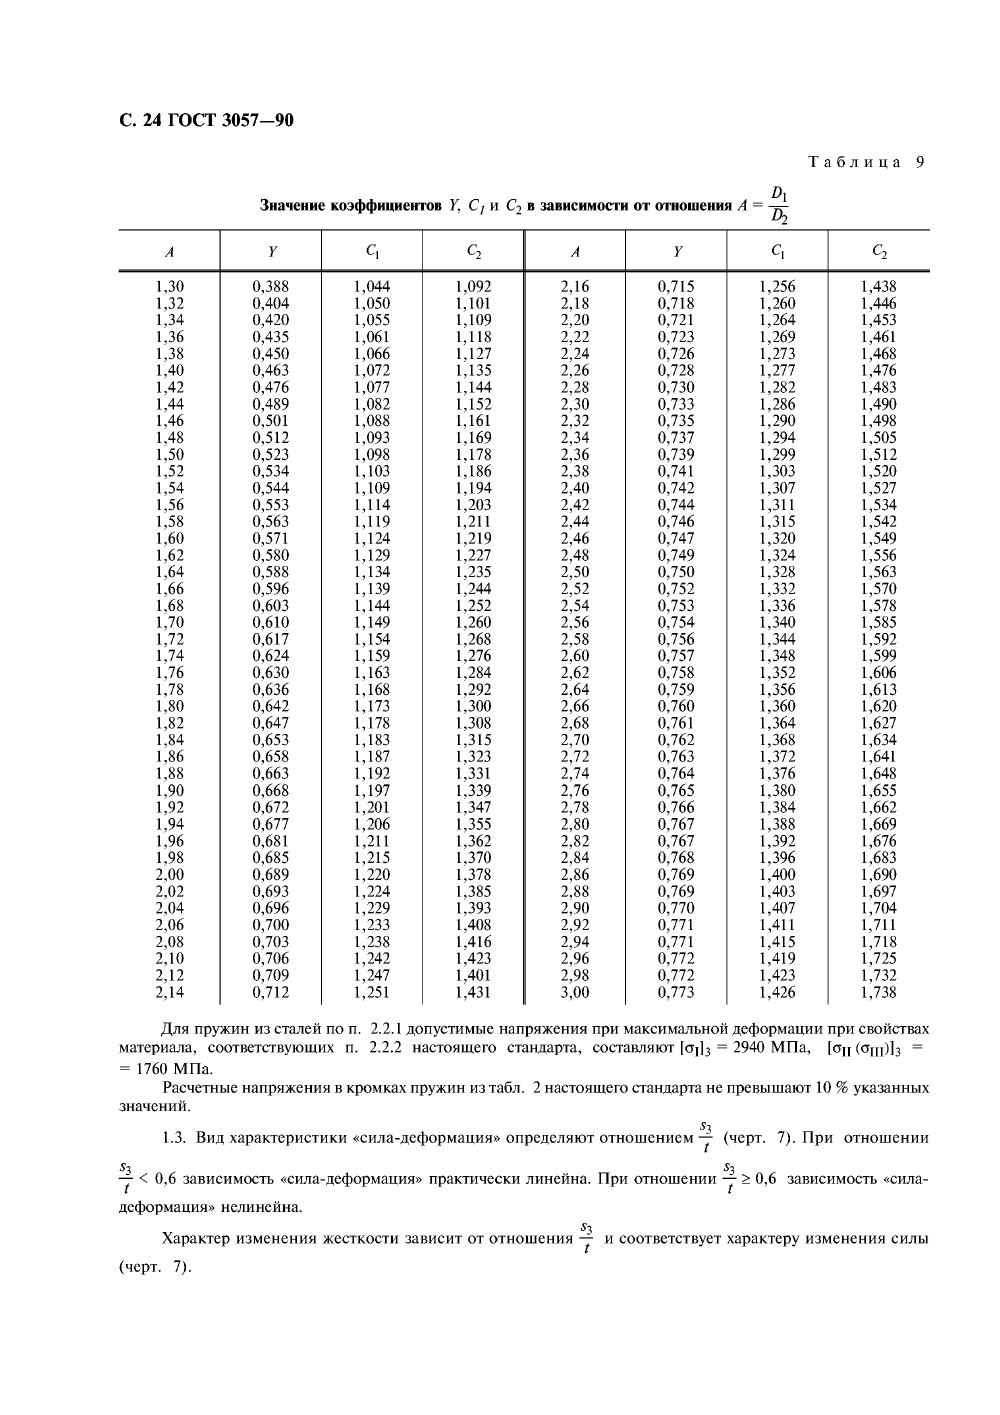 С. 24 ГОСТ 3057—90
Таблица 9
Значение коэффициентов Y, C1 и C2 в зависимости от отношения A = D1/D2
A Y C1 C2 A Y C1 C2
1,30 0,388 1,044 1,092 2,16 0,715 1,256 1,438
1,32 0,404 1,050 1,101 2,18 0,718 1,260 1,446
1,34 0,420 1,055 1,109 2,20 0,721 1,264 1,453
1,36 0,435 1,061 1,118 2,22 0,723 1,269 1,461
1,38 0,450 1,066 1,127 2,24 0,726 1,273 1,468
1,40 0,463 1,072 1,135 2,26 0,728 1,277 1,476
1,42 0,476 1,077 1,144 2,28 0,730 1,282 1,483
1,44 0,489 1,082 1,152 2,30 0,733 1,286 1,490
1,46 0,501 1,088 1,161 2,32 0,735 1,290 1,498
1,48 0,512 1,093 1,169 2,34 0,737 1,294 1,505
1,50 0,523 1,098 1,178 2,36 0,739 1,299 1,512
1,52 0,534 1,103 1,186 2,38 0,741 1,303 1,520
1,54 0,544 1,109 1,194 2,40 0,742 1,307 1,527
1,56 0,553 1,114 1,203 2,42 0,744 1,311 1,534
1,58 0,563 1,119 1,211 2,44 0,746 1,315 1,542
1,60 0,571 1,124 1,219 2,46 0,747 1,320 1,549
1,62 0,580 1,129 1,227 2,48 0,749 1,324 1,556
1,64 0,588 1,134 1,235 2,50 0,750 1,328 1,563
1,66 0,596 1,139 1,244 2,52 0,752 1,332 1,570
1,68 0,603 1,144 1,252 2,54 0,753 1,336 1,578
1,70 0,610 1,149 1,260 2,56 0,754 1,340 1,585
1,72 0,617 1,154 1,268 2,58 0,756 1,344 1,592
1,74 0,624 1,159 1,276 2,60 0,757 1,348 1,599
1,76 0,630 1,163 1,284 2,62 0,758 1,352 1,606
1,78 0,636 1,168 1,292 2,64 0,759 1,356 1,613
1,80 0,642 1,173 1,300 2,66 0,760 1,360 1,620
1,82 0,647 1,178 1,308 2,68 0,761 1,364 1,627
1,84 0,653 1,183 1,315 2,70 0,762 1,368 1,634
1,86 0,658 1,187 1,323 2,72 0,763 1,372 1,641
1,88 0,663 1,192 1,331 2,74 0,764 1,376 1,648
1,90 0,668 1,197 1,339 2,76 0,765 1,380 1,655
1,92 0,672 1,201 1,347 2,78 0,766 1,384 1,662
1,94 0,677 1,206 1,355 2,80 0,767 1,388 1,669
1,96 0,681 1,211 1,362 2,82 0,767 1,392 1,676
1,98 0,685 1,215 1,370 2,84 0,768 1,396 1,683
2,00 0,689 1,220 1,378 2,86 0,769 1,400 1,690
2,02 0,693 1,224 1,385 2,88 0,769 1,403 1,697
2,04 0,696 1,229 1,393 2,90 0,770 1,407 1,704
2,06 0,700 1,233 1,408 2,92 0,771 1,411 1,711
2,08 0,703 1,238 1,416 2,94 0,771 1,415 1,718
2,10 0,706 1,242 1,423 2,96 0,772 1,419 1,725
2,12 0,709 1,247 1,401 2,98 0,772 1,423 1,732
2,14 0,712 1,251 1,431 3,00 0,773 1,426 1,738
Для пружин из сталей по п. 2.2.1 допустимые напряжения при максимальной деформации при свойствах
материала, соответствующих п. 2.2.2 настоящего стандарта, составляют [σI]3 = 2940 МПа, [σII (σIII)]3 =
= 1760 МПа.
Расчетные напряжения в кромках пружин из табл. 2 настоящего стандарта не превышают 10 % указанных
значений.
1.3. Вид характеристики «сила-деформация» определяют отношением s3/t (черт. 7). При отношении
s3/t < 0,6 зависимость «сила-деформация» практически линейна. При отношении s3/t ≥ 0,6 зависимость «сила-
деформация» нелинейна.
Характер изменения жесткости зависит от отношения s3/t и соответствует характеру изменения силы
(черт. 7).